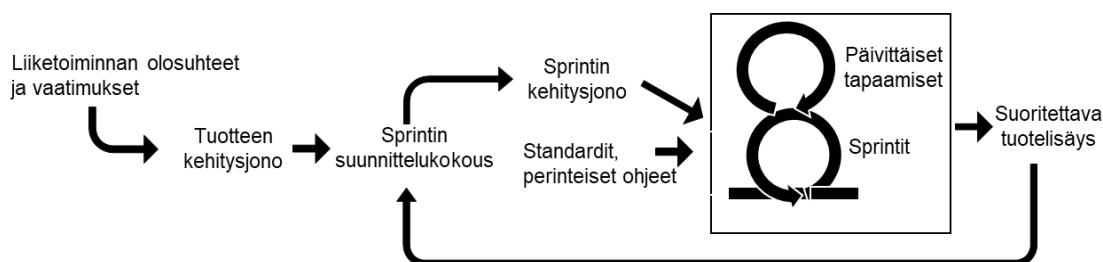 Liiketoiminnan olosuhteet
ja vaatimukset
Tuotteen
kehitysjono
Sprintin
suunnittelukokous
Sprintin
kehitysjono
Standardit,
perinteiset ohjeet
Päivittäiset
tapaamiset
Sprintit
Suoritettava
tuotelisäys